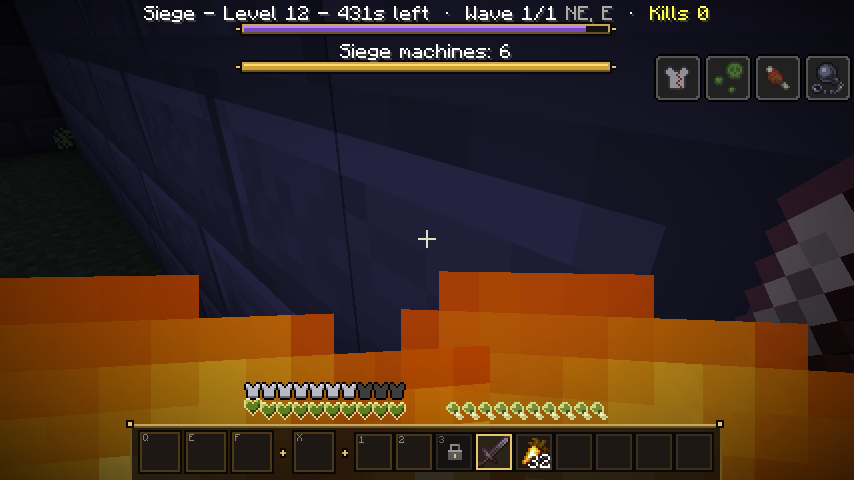 Siege – Level 12 – 431s left · Wave 1/1 NE, E · Kills 0
Siege machines: 6
Q E F X 1 2 3
32